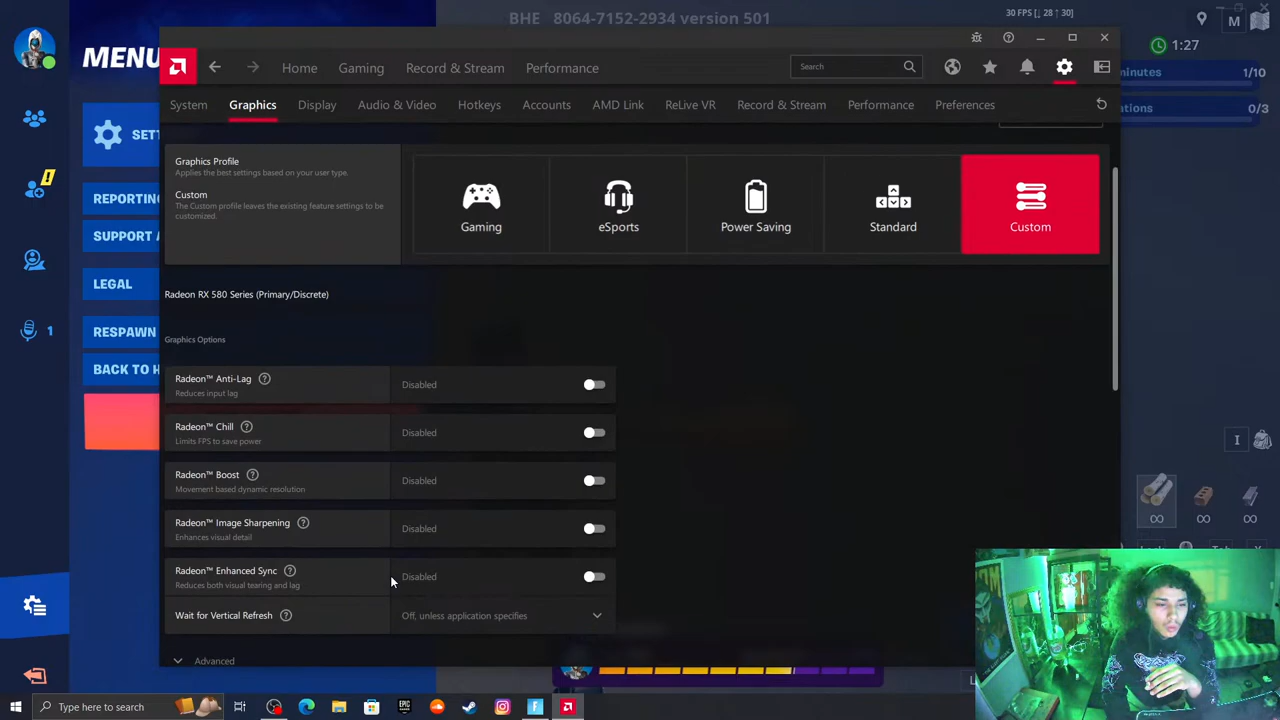 BHE 8064-7152-2934 version 501
30 FPS (↓ 28 ↑ 30)
M
MENU
1:27
Home
Gaming
Record & Stream
Performance
Search
minutes 1/10
System
Graphics
Display
Audio & Video
Hotkeys
Accounts
AMD Link
ReLive VR
Record & Stream
Performance
Preferences
0/3
SETT
Graphics Profile
Applies the best settings based on your user type.
Custom
The Custom profile leaves the existing feature settings to be
customized.
Gaming
eSports
Power Saving
Standard
Custom
REPORTING
SUPPORT A
LEGAL
RESPAWN
BACK TO H
1
Radeon RX 580 Series (Primary/Discrete)
Graphics Options
Radeon™ Anti-Lag
Reduces input lag
Disabled
Radeon™ Chill
Limits FPS to save power
Disabled
I
Radeon™ Boost
Movement based dynamic resolution
Disabled
Radeon™ Image Sharpening
Enhances visual detail
Disabled
∞ ∞ ∞
Radeon™ Enhanced Sync
Reduces both visual tearing and lag
Disabled
Wait for Vertical Refresh
Off, unless application specifies
Advanced
Type here to search
EPIC